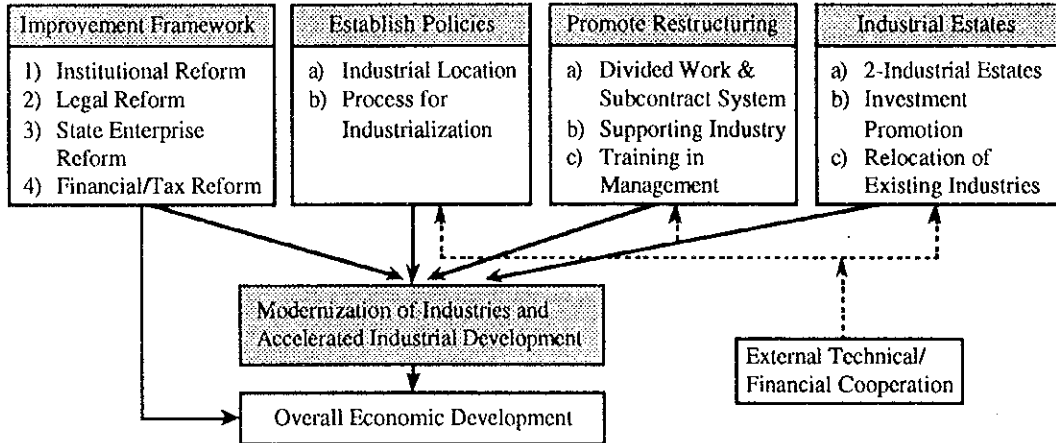 Improvement Framework
1) Institutional Reform
2) Legal Reform
3) State Enterprise
Reform
4) Financial/Tax Reform
Establish Policies
a) Industrial Location
b) Process for
Industrialization
Promote Restructuring
a) Divided Work &
Subcontract System
b) Supporting Industry
c) Training in
Management
Industrial Estates
a) 2-Industrial Estates
b) Investment
Promotion
c) Relocation of
Existing Industries
Modernization of Industries and
Accelerated Industrial Development
External Technical/
Financial Cooperation
Overall Economic Development